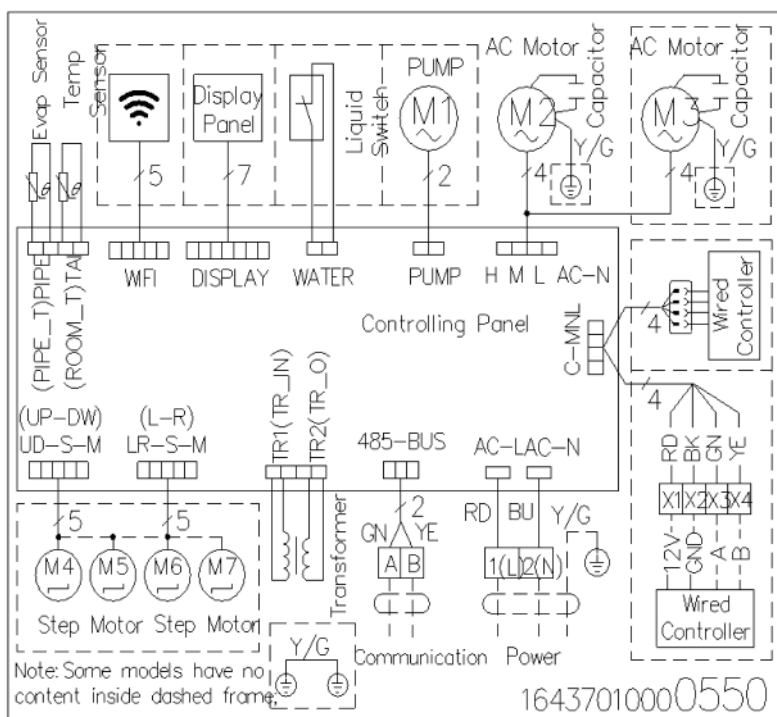 Evap Sensor
Temp
Sensor
5
Display
Panel
7
Liquid
Switch
PUMP
M1
2
AC Motor
M2
Capacitor
Y/G
4
AC Motor
M3
Capacitor
Y/G
4
(PIPE_T)PIPE
(ROOM_T)TA
WIFI
DISPLAY
WATER
PUMP
H M L AC-N
Controlling Panel
C-MNL
4
Wired
Controller
4
(UP-DW)
UD-S-M
(L-R)
LR-S-M
TR1(TR_IN)
TR2(TR_O)
485-BUS
AC-L AC-N
RD
BK
GN
YE
5
5
2
GN YE
RD BU Y/G
X1 X2 X3 X4
M4 M5 M6 M7
Step Motor Step Motor
Transformer
A B
1(L) 2(N)
12V
GND
A
B
Wired
Controller
Y/G
Communication
Power
Note: Some models have no
content inside dashed frame,
16437010000550